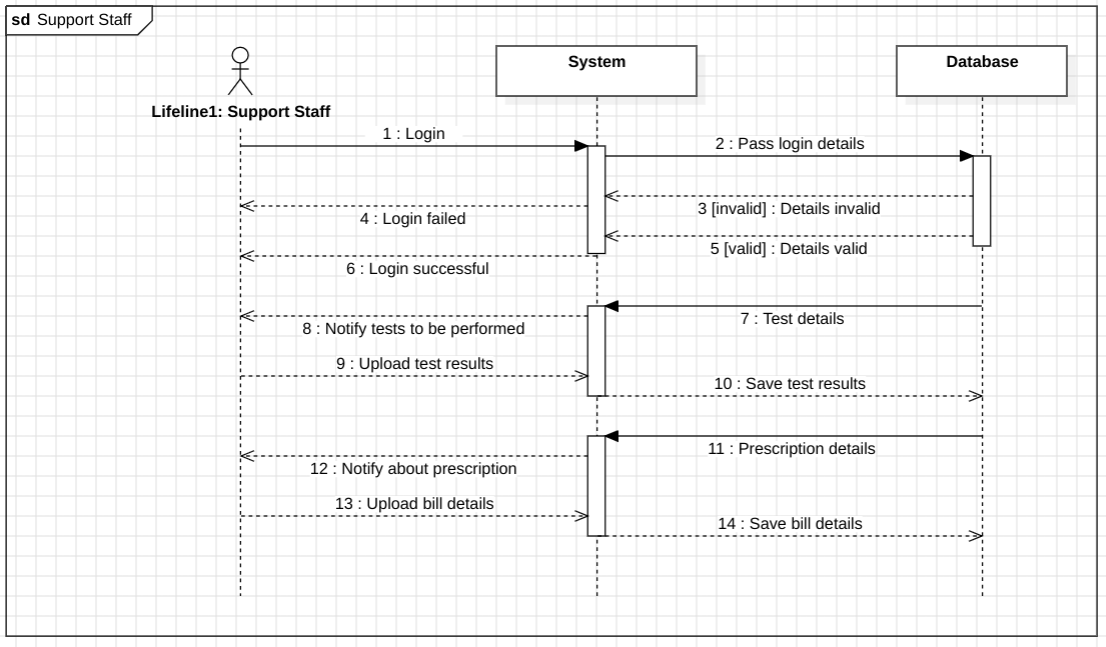 sd Support Staff
System
Database
Lifeline1: Support Staff
1 : Login
2 : Pass login details
3 [invalid] : Details invalid
4 : Login failed
5 [valid] : Details valid
6 : Login successful
7 : Test details
8 : Notify tests to be performed
9 : Upload test results
10 : Save test results
11 : Prescription details
12 : Notify about prescription
13 : Upload bill details
14 : Save bill details